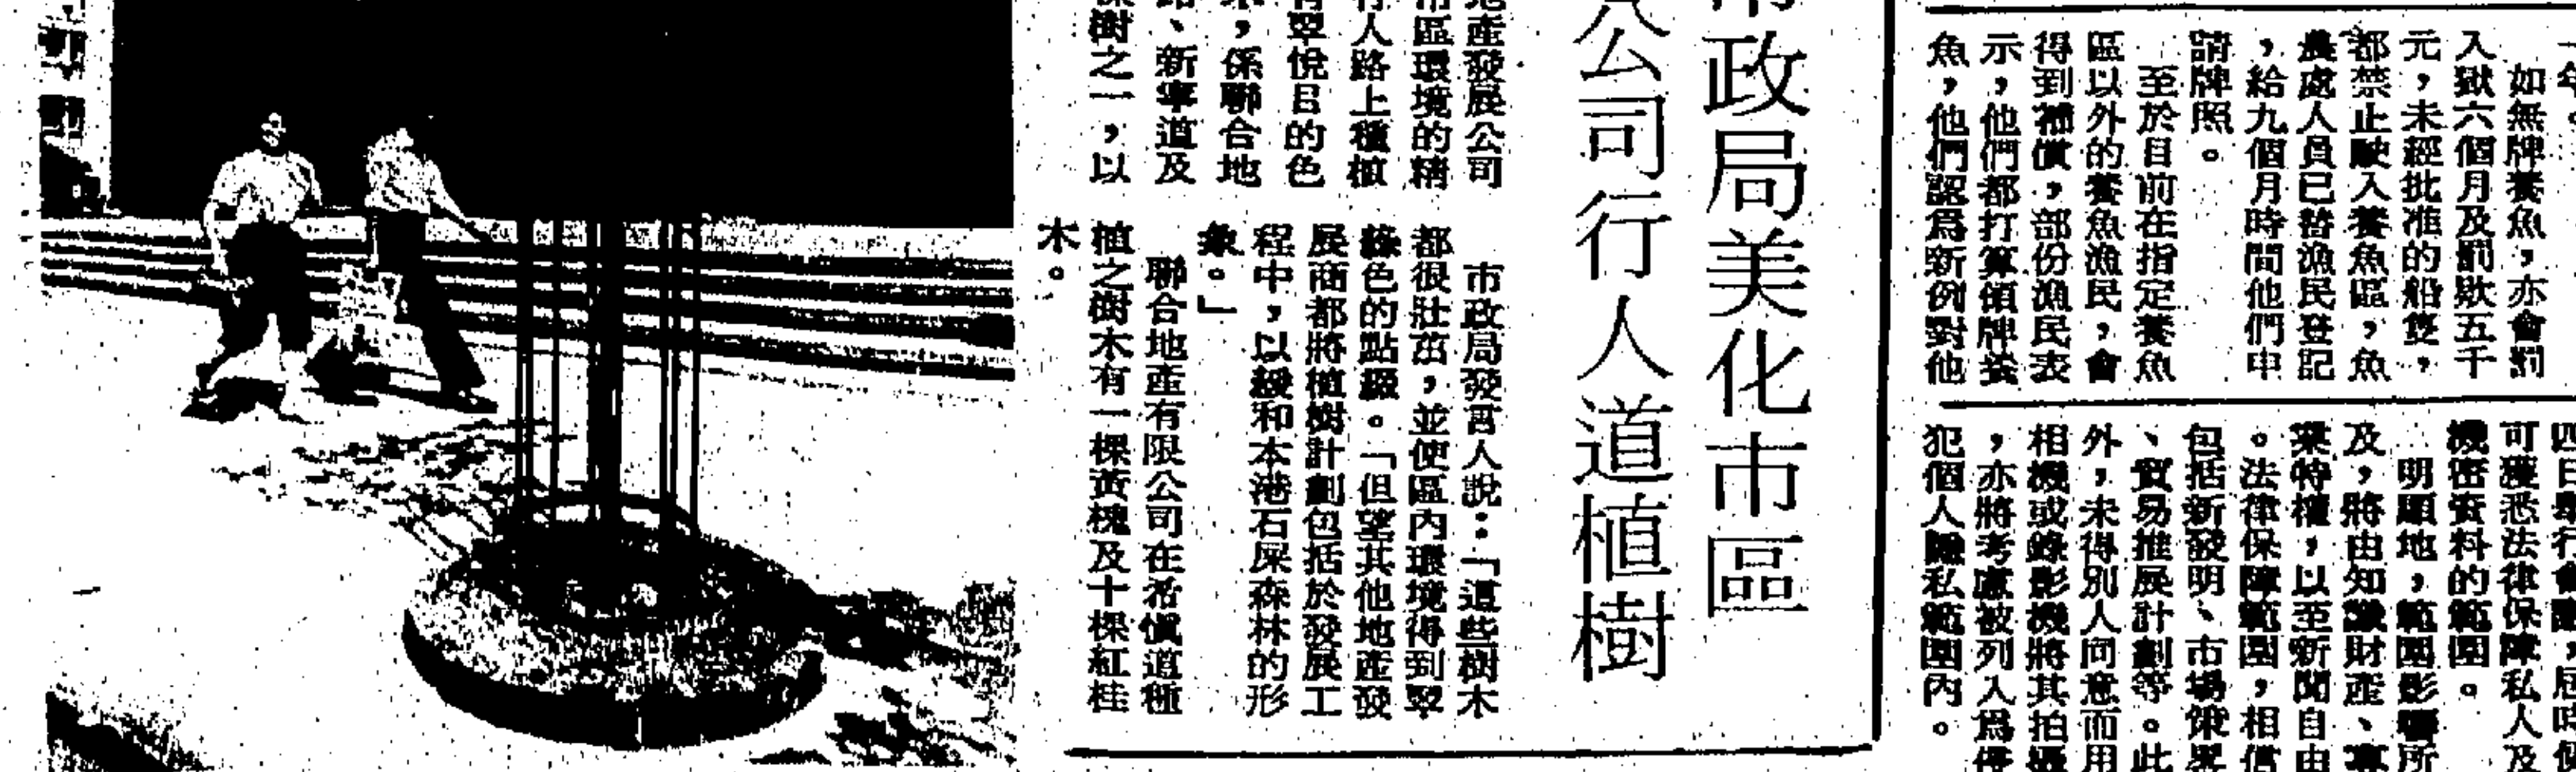 市政局美化市區
公司行人道植樹
地產發展公司
市區環境的精
行人路上種植
有翠悅目的色
，係聯合地
路、新寧道及
棵樹之一，以
市政局發言人說：「這些樹木
都很壯茁，並使區內環境得到翠
綠色的點綴。「但望其他地產發
展商都將植樹計劃包括於發展工
程中，以緩和本港石屎森林的形
象。」
聯合地產有限公司在希慎道種
植之樹木有一棵黃槐及十棵紅桂
木。
一年。
如無牌養魚，亦會罰
入獄六個月及罰款五千
元，未經批准的船隻，
都禁止駛入養魚區，魚
農處人員已替漁民登記
，給九個月時間他們申
請牌照。
至於目前在指定養魚
區以外的養魚漁民，會
得到補償，部份漁民表
示，他們都打算領牌養
魚，他們認爲新例對他
四日舉行會議，屆時便
可獲悉法律保障私人及
機密資料的範圍。
明顯地，範圍影響所
及，將由知識財產、專
業特權，以至新聞自由
。法律保障範圍，相信
包括新發明、市場策畧
、貿易推展計劃等。此
外，未得別人同意而用
相機或錄影機將其拍攝
，亦將考慮被列入爲侵
犯個人隱私範圍內。